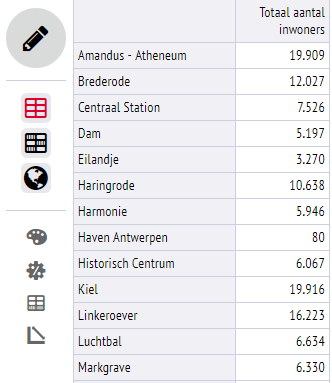 Totaal aantal
inwoners
Amandus - Atheneum 19.909
Brederode 12.027
Centraal Station 7.526
Dam 5.197
Eilandje 3.270
Haringrode 10.638
Harmonie 5.946
Haven Antwerpen 80
Historisch Centrum 6.067
Kiel 19.916
Linkeroever 16.223
Luchtbal 6.634
Markgrave 6.330